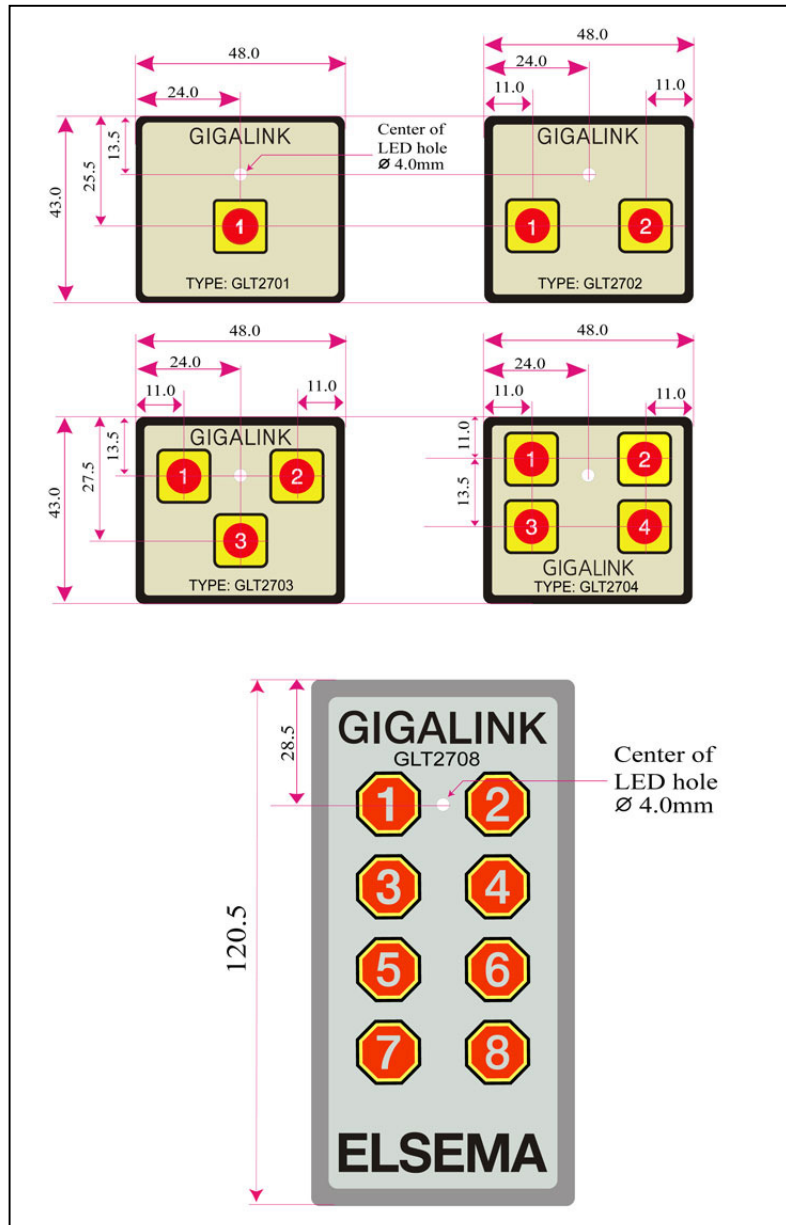 48.0
24.0
GIGALINK
Center of
LED hole
Ø 4.0mm
13.5
25.5
43.0
1
TYPE: GLT2701
48.0
24.0
11.0
11.0
GIGALINK
1
2
TYPE: GLT2702
48.0
24.0
11.0
11.0
GIGALINK
13.5
27.5
43.0
1
2
3
TYPE: GLT2703
48.0
24.0
11.0
11.0
11.0
13.5
1
2
3
4
GIGALINK
TYPE: GLT2704
28.5
120.5
GIGALINK
GLT2708
Center of
LED hole
Ø 4.0mm
1
2
3
4
5
6
7
8
ELSEMA